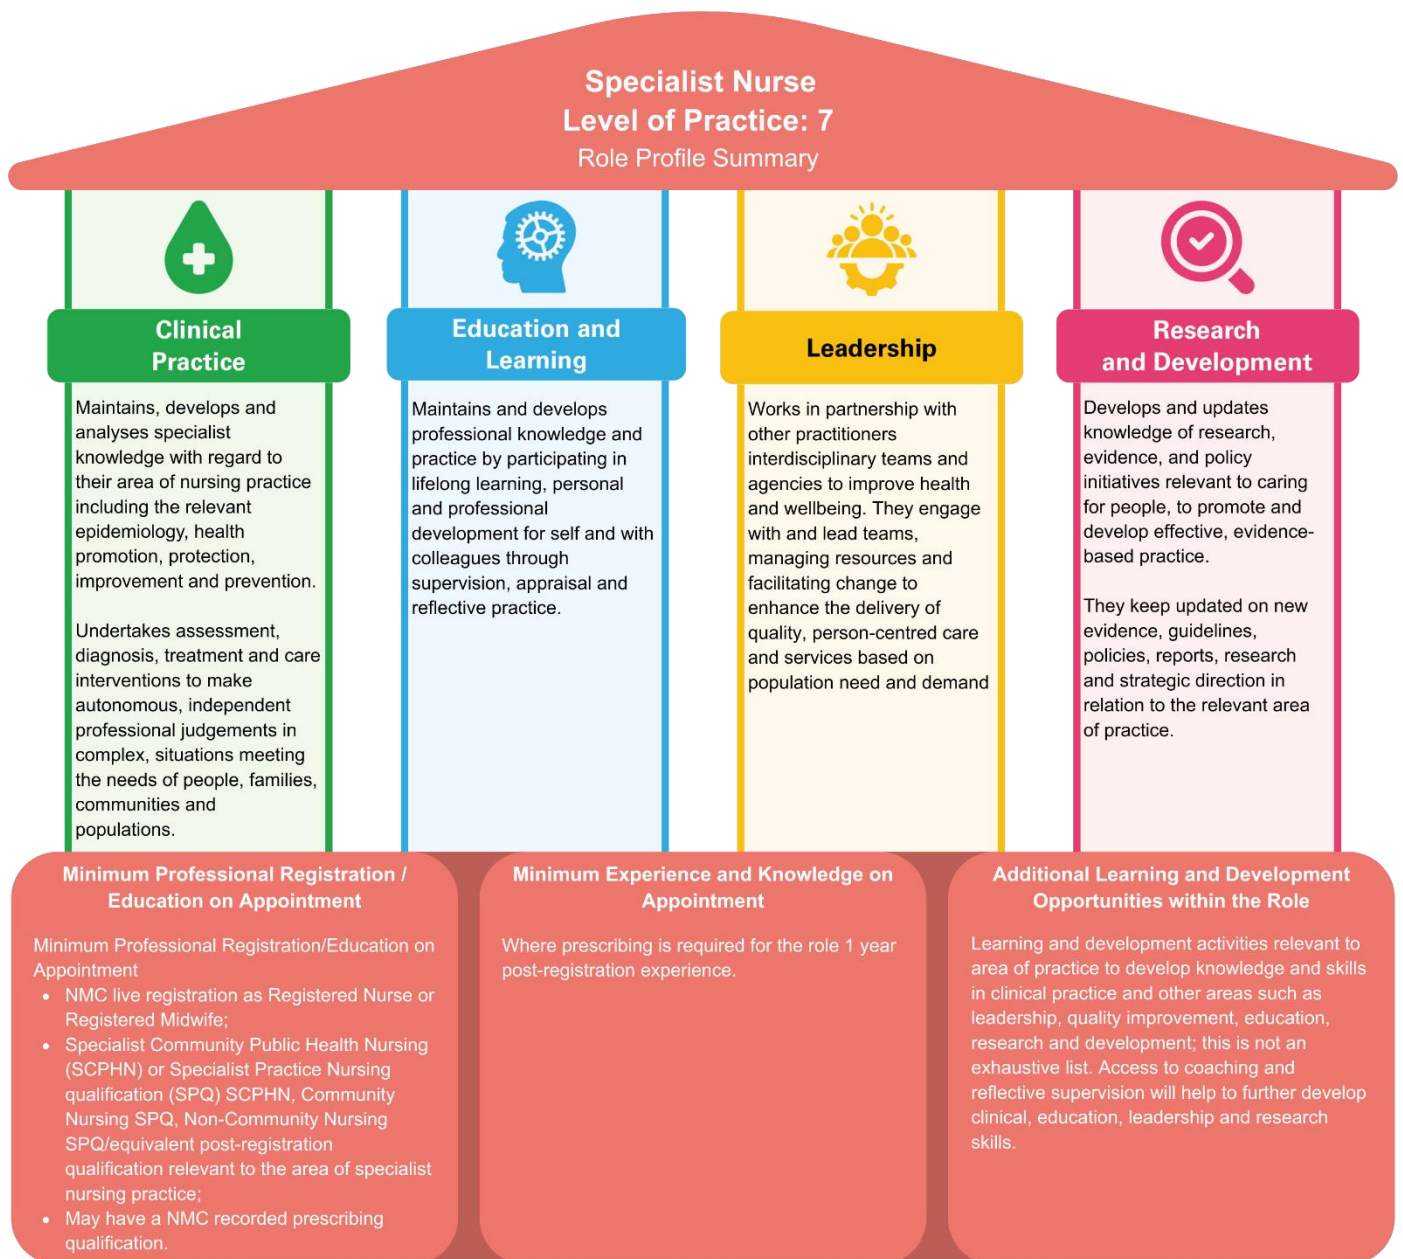 Specialist Nurse
Level of Practice: 7
Role Profile Summary
Clinical
Practice
Maintains, develops and
analyses specialist
knowledge with regard to
their area of nursing practice
including the relevant
epidemiology, health
promotion, protection,
improvement and prevention.
Undertakes assessment,
diagnosis, treatment and care
interventions to make
autonomous, independent
professional judgements in
complex, situations meeting
the needs of people, families,
communities and
populations.
Education and
Learning
Maintains and develops
professional knowledge and
practice by participating in
lifelong learning, personal
and professional
development for self and with
colleagues through
supervision, appraisal and
reflective practice.
Leadership
Works in partnership with
other practitioners
interdisciplinary teams and
agencies to improve health
and wellbeing. They engage
with and lead teams,
managing resources and
facilitating change to
enhance the delivery of
quality, person-centred care
and services based on
population need and demand
Research
and Development
Develops and updates
knowledge of research,
evidence, and policy
initiatives relevant to caring
for people, to promote and
develop effective, evidence-
based practice.
They keep updated on new
evidence, guidelines,
policies, reports, research
and strategic direction in
relation to the relevant area
of practice.
Minimum Professional Registration /
Education on Appointment
Minimum Professional Registration/Education on
Appointment
• NMC live registration as Registered Nurse or
Registered Midwife;
• Specialist Community Public Health Nursing
(SCPHN) or Specialist Practice Nursing
qualification (SPQ) SCPHN, Community
Nursing SPQ, Non-Community Nursing
SPQ/equivalent post-registration
qualification relevant to the area of specialist
nursing practice;
• May have a NMC recorded prescribing
qualification.
Minimum Experience and Knowledge on
Appointment
Where prescribing is required for the role 1 year
post-registration experience.
Additional Learning and Development
Opportunities within the Role
Learning and development activities relevant to
area of practice to develop knowledge and skills
in clinical practice and other areas such as
leadership, quality improvement, education,
research and development; this is not an
exhaustive list. Access to coaching and
reflective supervision will help to further develop
clinical, education, leadership and research
skills.